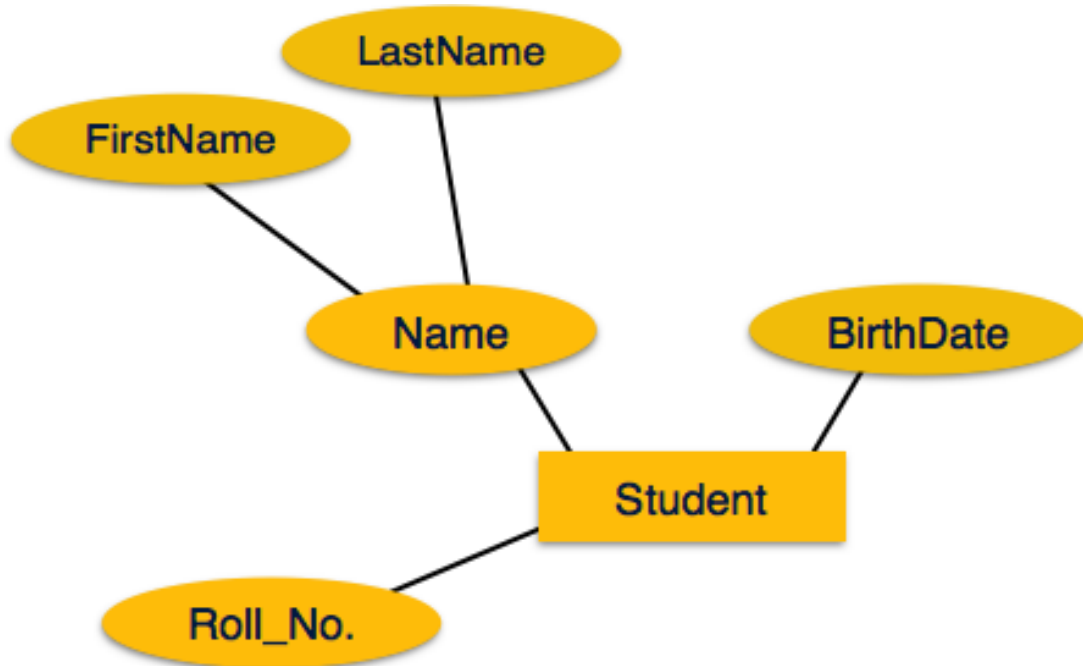 LastName
FirstName
Name
BirthDate
Student
Roll_No.